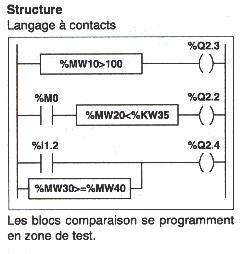 Structure
Langage à contacts
%Q2.3
%MW10>100
%M0
%Q2.2
%MW20<%KW35
%I1.2
%Q2.4
%MW30>=%MW40
Les blocs comparaison se programment
en zone de test.